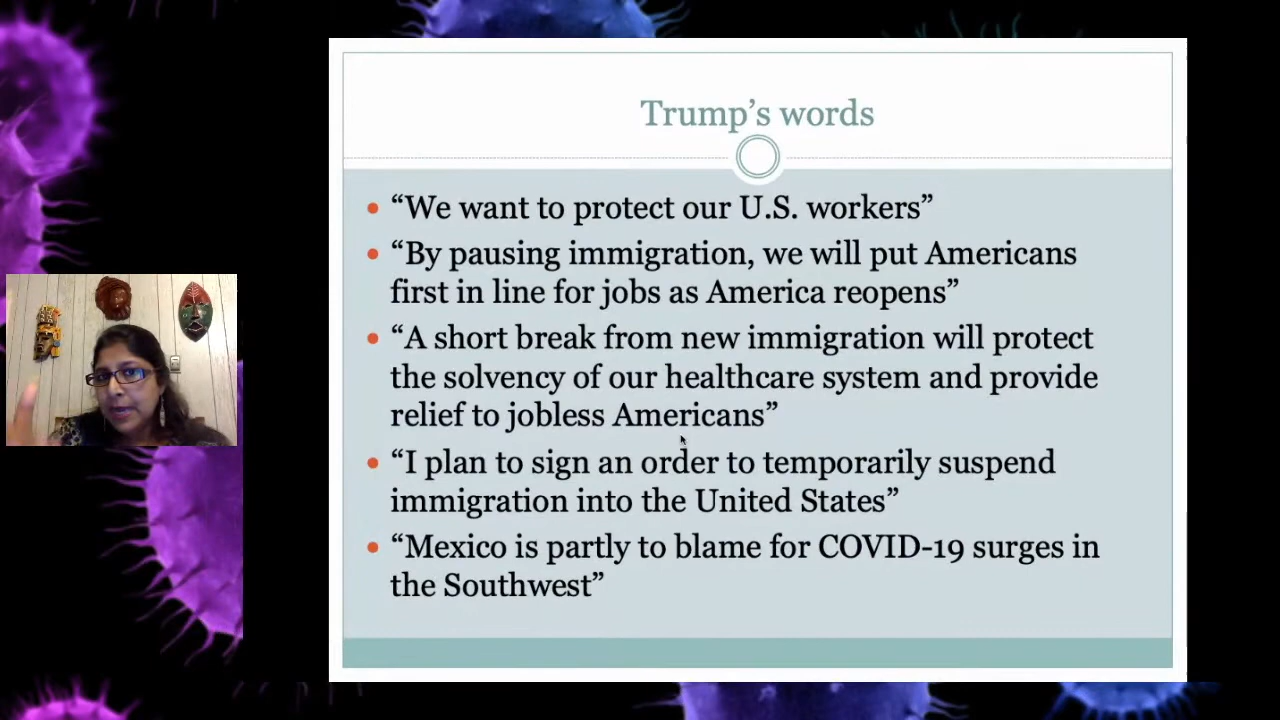 Trump’s words
• “We want to protect our U.S. workers”
• “By pausing immigration, we will put Americans
first in line for jobs as America reopens”
• “A short break from new immigration will protect
the solvency of our healthcare system and provide
relief to jobless Americans”
• “I plan to sign an order to temporarily suspend
immigration into the United States”
• “Mexico is partly to blame for COVID-19 surges in
the Southwest”